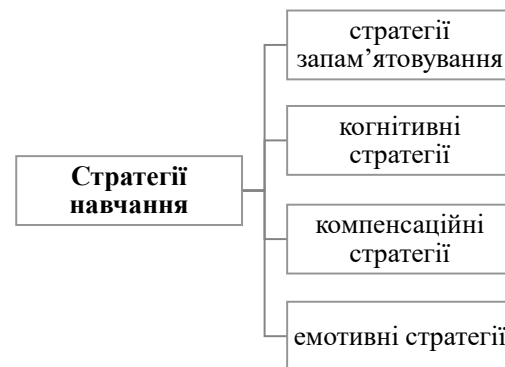 стратегії
запам’ятовування
когнітивні
стратегії
Стратегії
навчання
компенсаційні
стратегії
емотивні стратегії